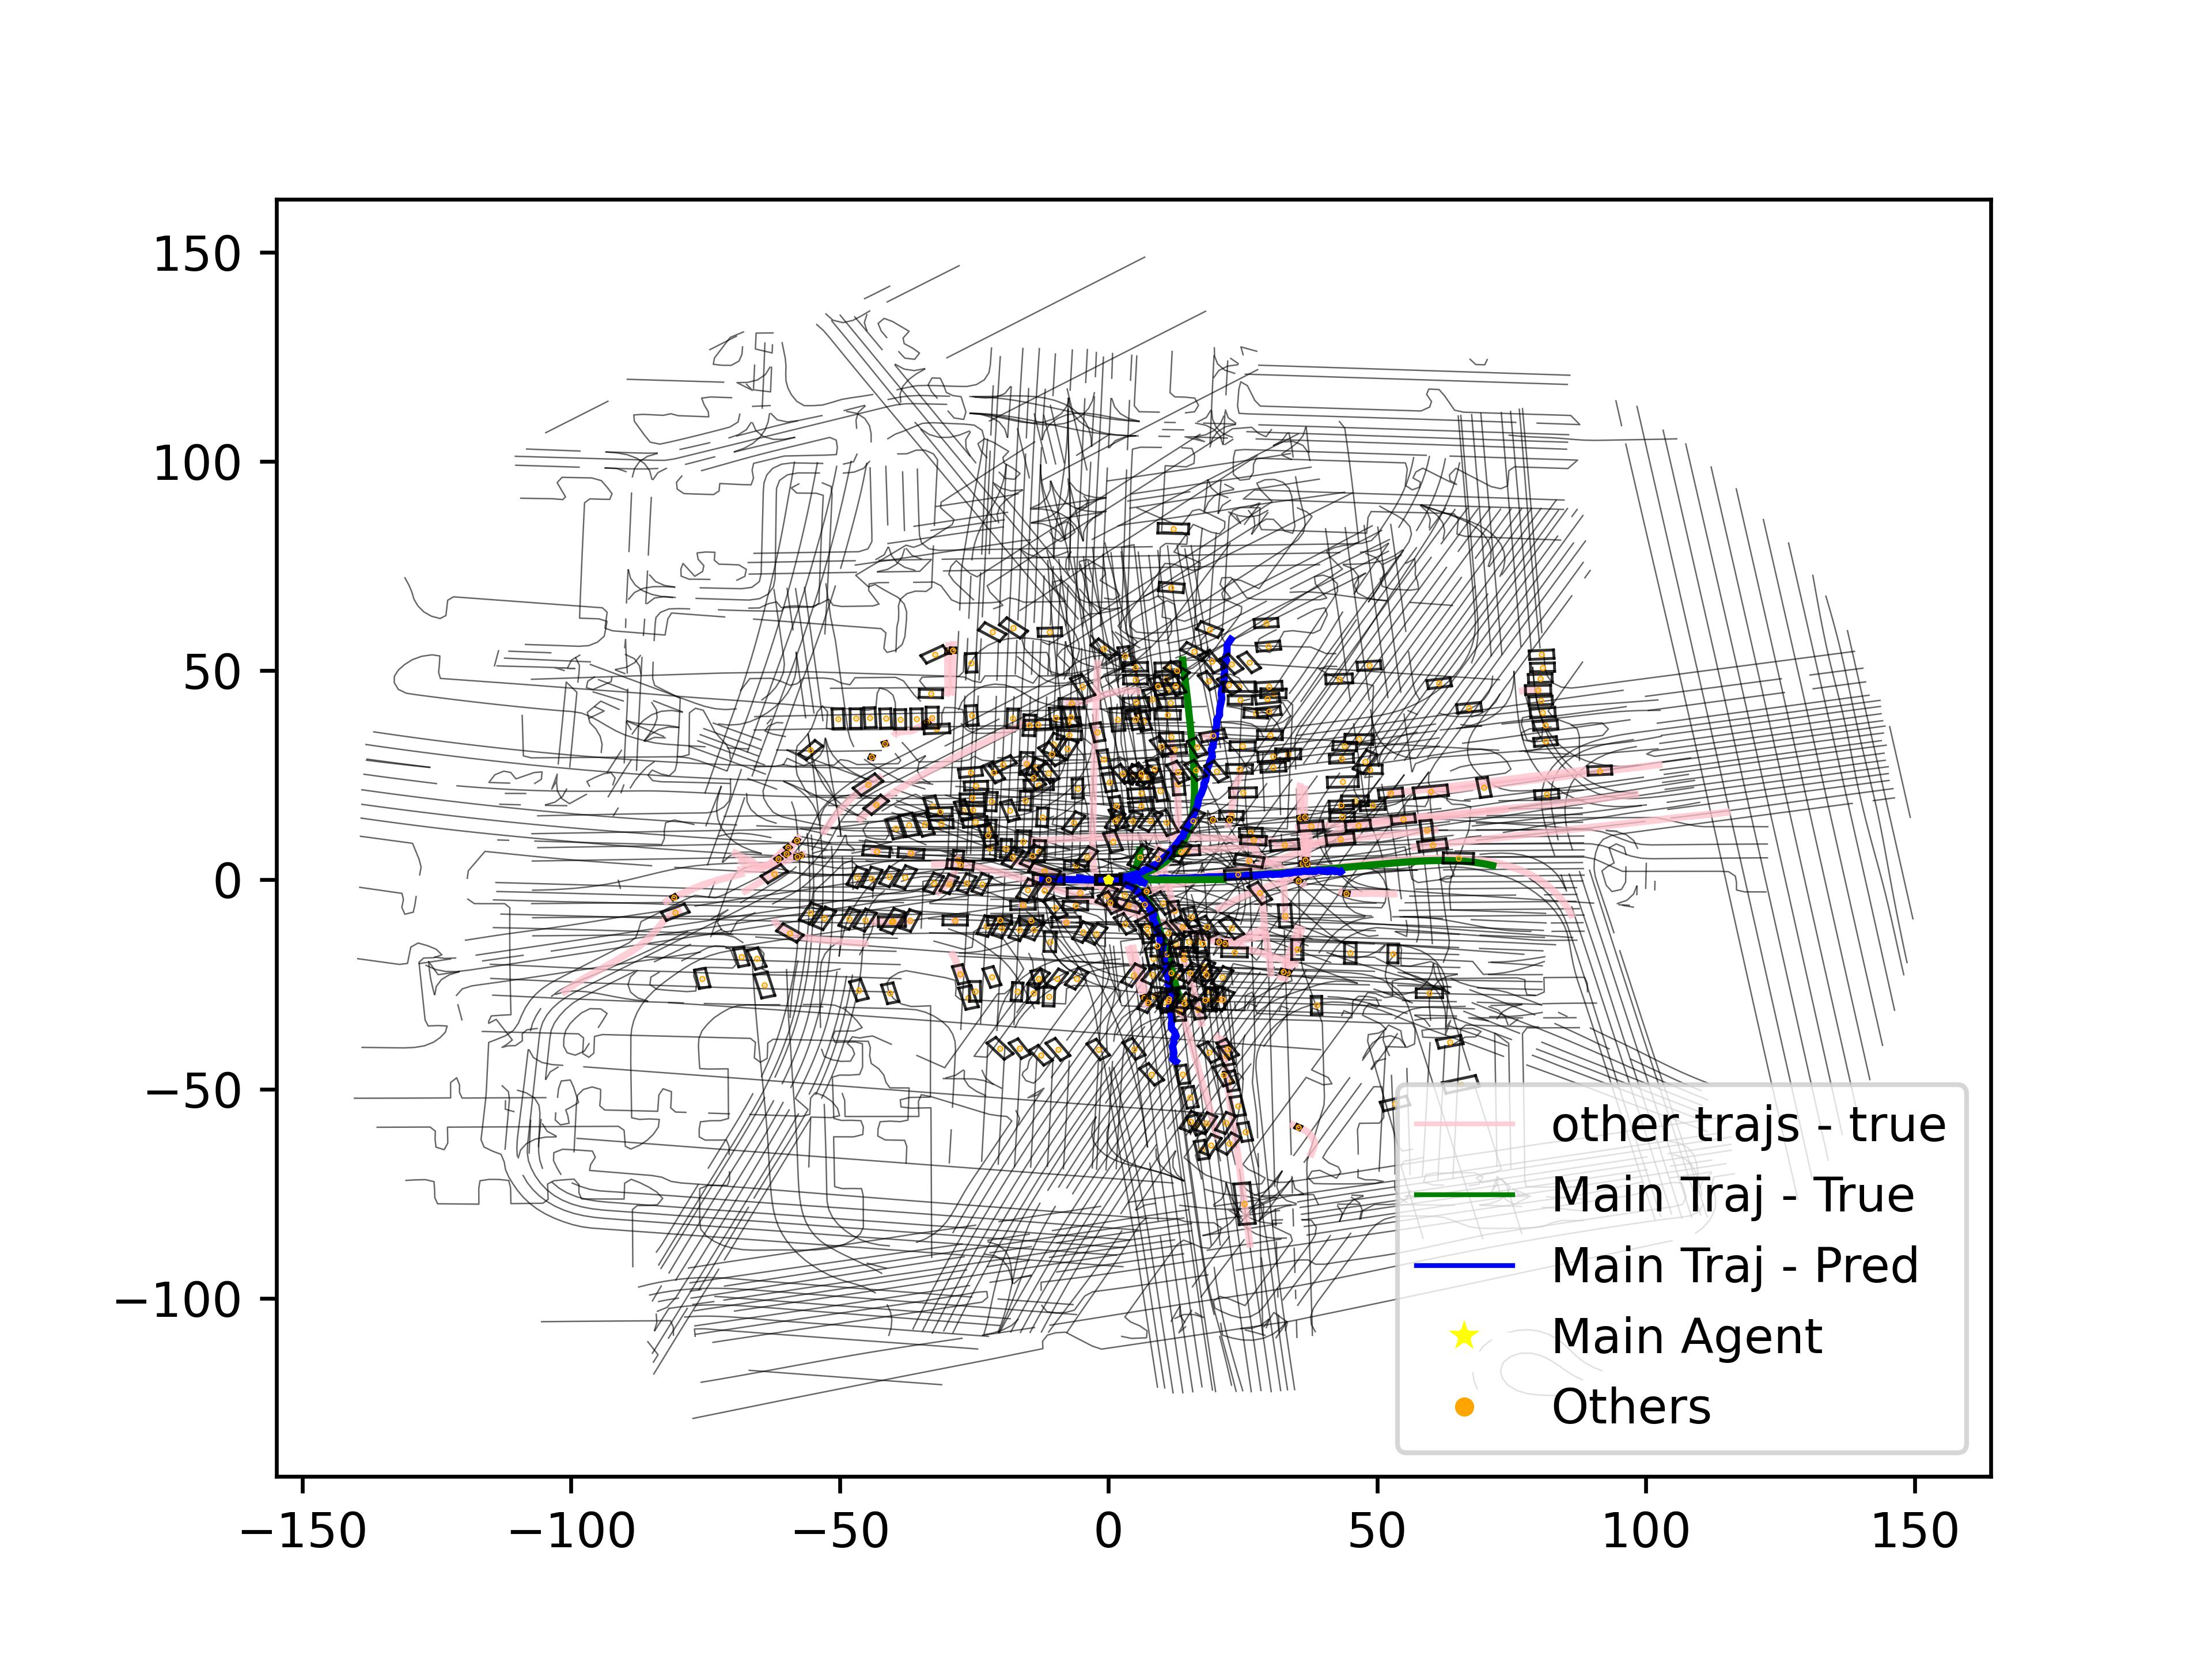 150
100
50
0
−50
−100
−150
−100
−50
0
50
100
150
other trajs - true
Main Traj - True
Main Traj - Pred
Main Agent
Others